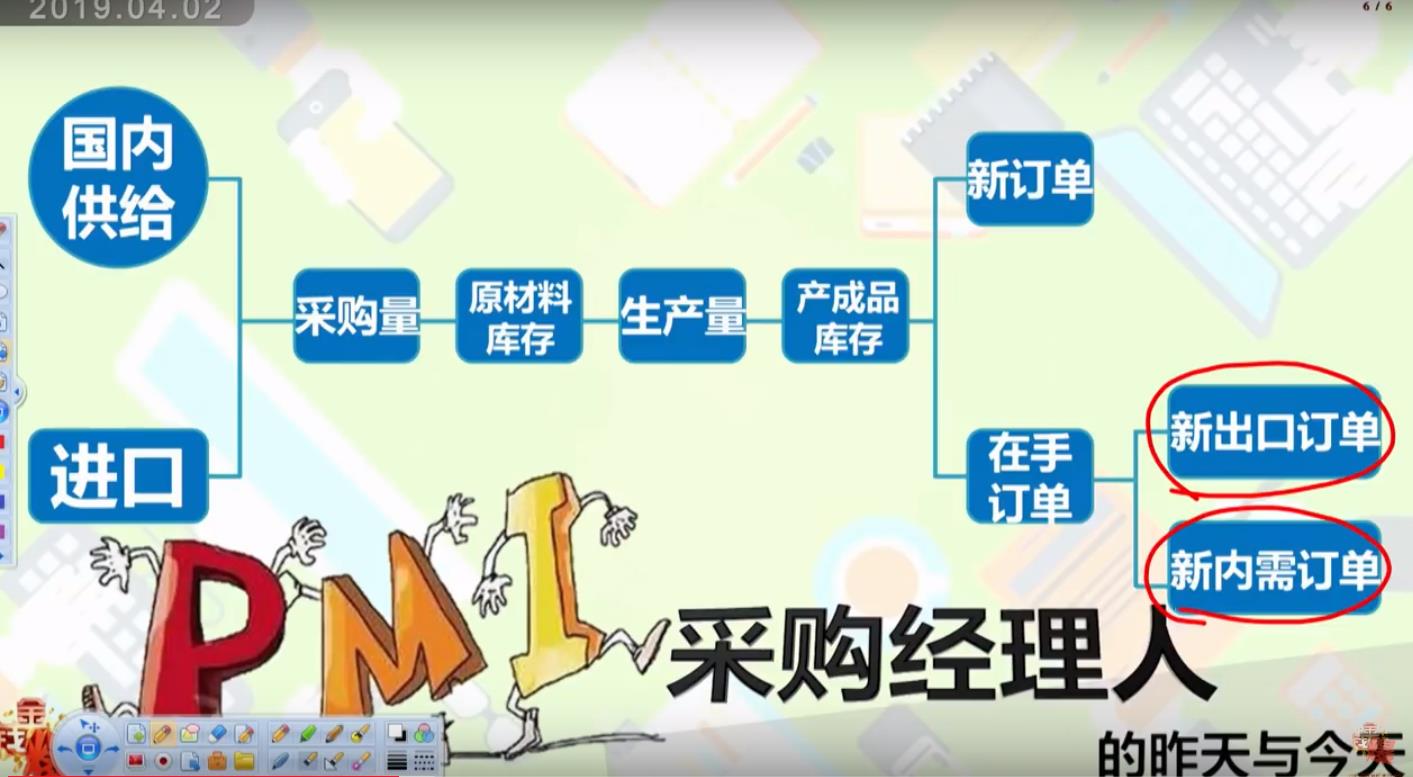 2019.04.02
6 / 6
国内
供给
进口
采购量
原材料
库存
生产量
产成品
库存
新订单
在手
订单
新出口订单
新内需订单
PMI
采购经理人
的昨天与今天